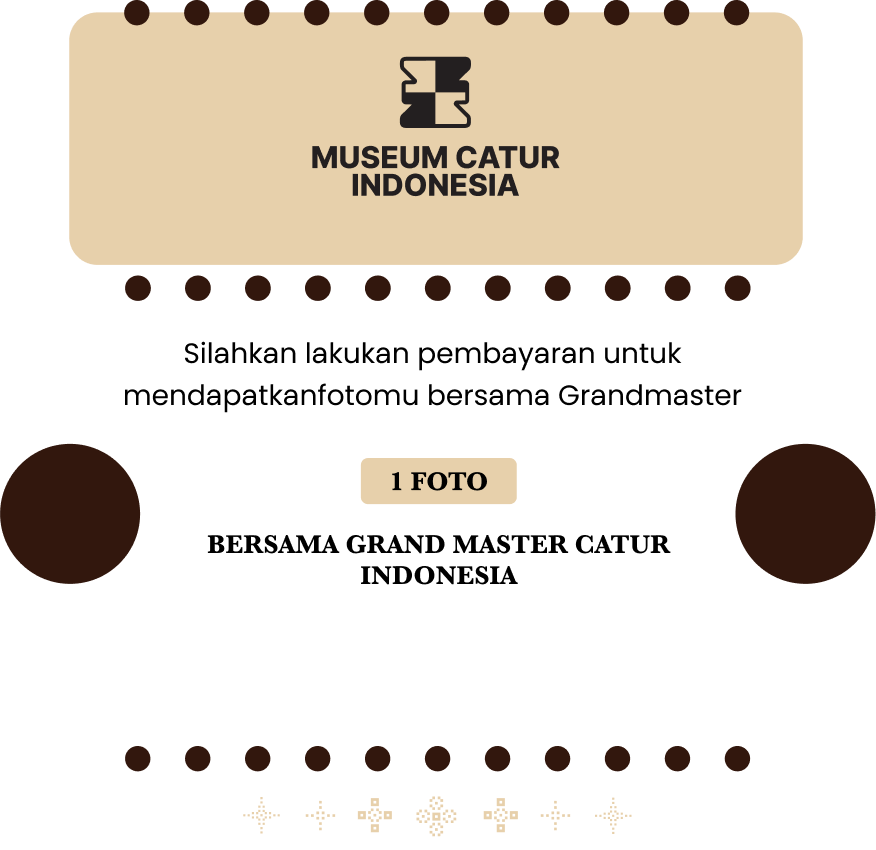 MUSEUM CATUR
INDONESIA
Silahkan lakukan pembayaran untuk
mendapatkanfotomu bersama Grandmaster
1 FOTO
BERSAMA GRAND MASTER CATUR
INDONESIA